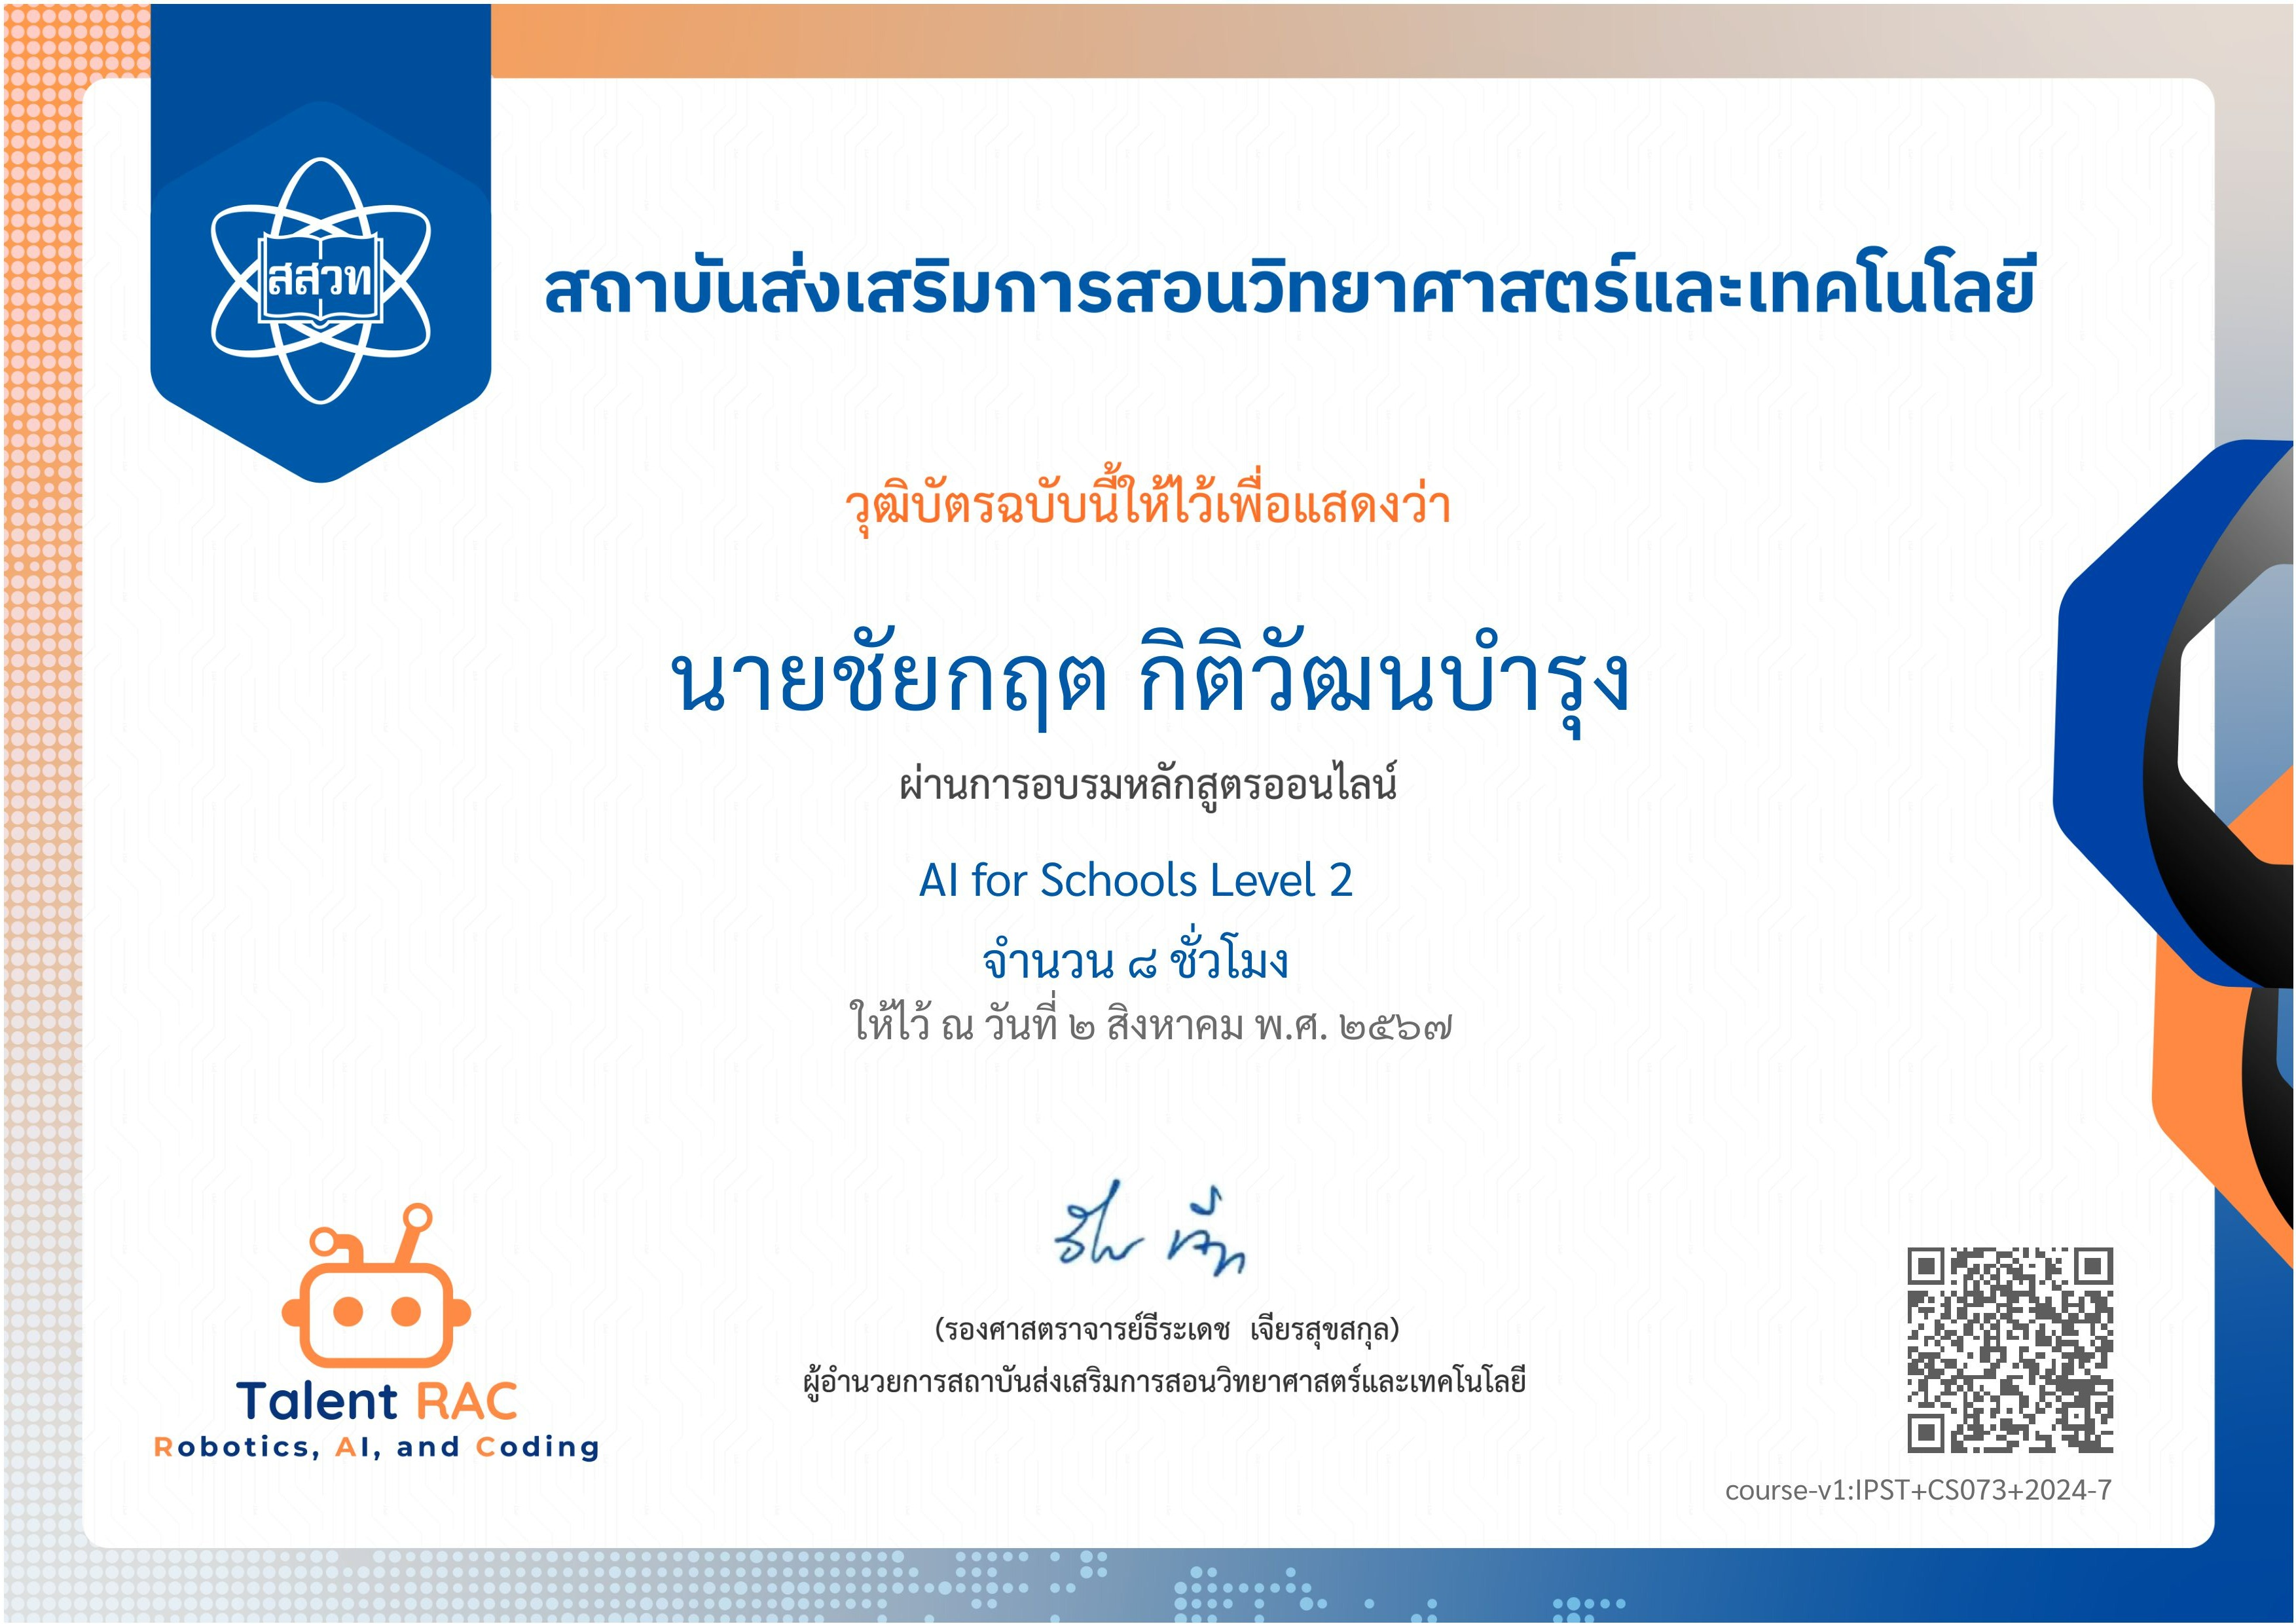 สสวท
สถาบันส่งเสริมการสอนวิทยาศาสตร์และเทคโนโลยี
วุฒิบัตรฉบับนี้ให้ไว้เพื่อแสดงว่า
นายชัยกฤต กิติวัฒนบำรุง
ผ่านการอบรมหลักสูตรออนไลน์
AI for Schools Level 2
จำนวน ๘ ชั่วโมง
ให้ไว้ ณ วันที่ ๒ สิงหาคม พ.ศ. ๒๕๖๗
(รองศาสตราจารย์ธีระเดช เจียรสุขสกุล)
ผู้อำนวยการสถาบันส่งเสริมการสอนวิทยาศาสตร์และเทคโนโลยี
Talent RAC
Robotics, AI, and Coding
course-v1:IPST+CS073+2024-7